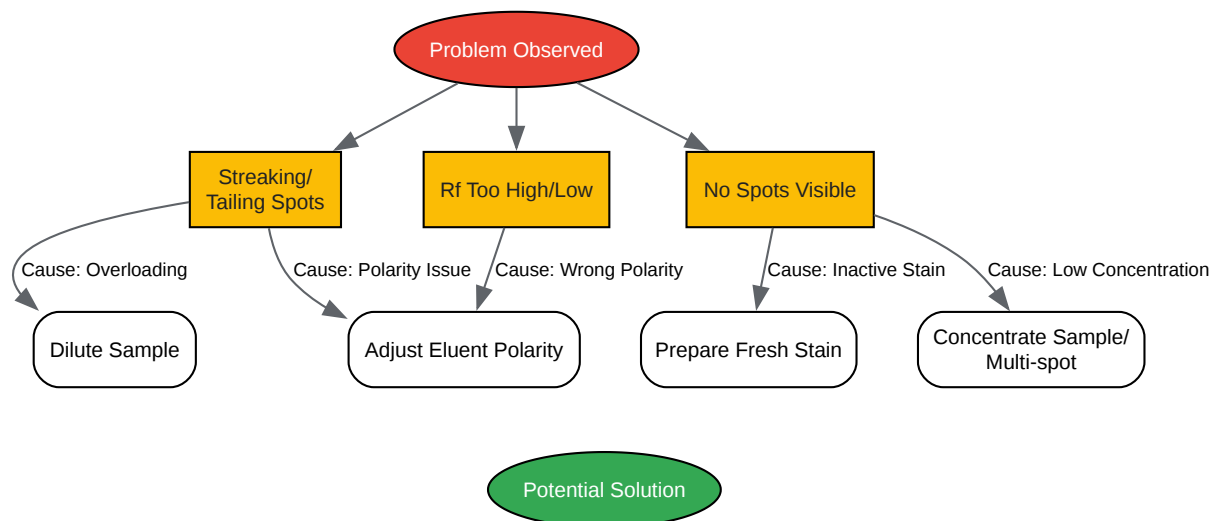 Problem Observed
Streaking/
Tailing Spots
Rf Too High/Low
No Spots Visible
Cause: Overloading
Cause: Polarity Issue
Cause: Wrong Polarity
Cause: Inactive Stain
Cause: Low Concentration
Dilute Sample
Adjust Eluent Polarity
Prepare Fresh Stain
Concentrate Sample/
Multi-spot
Potential Solution